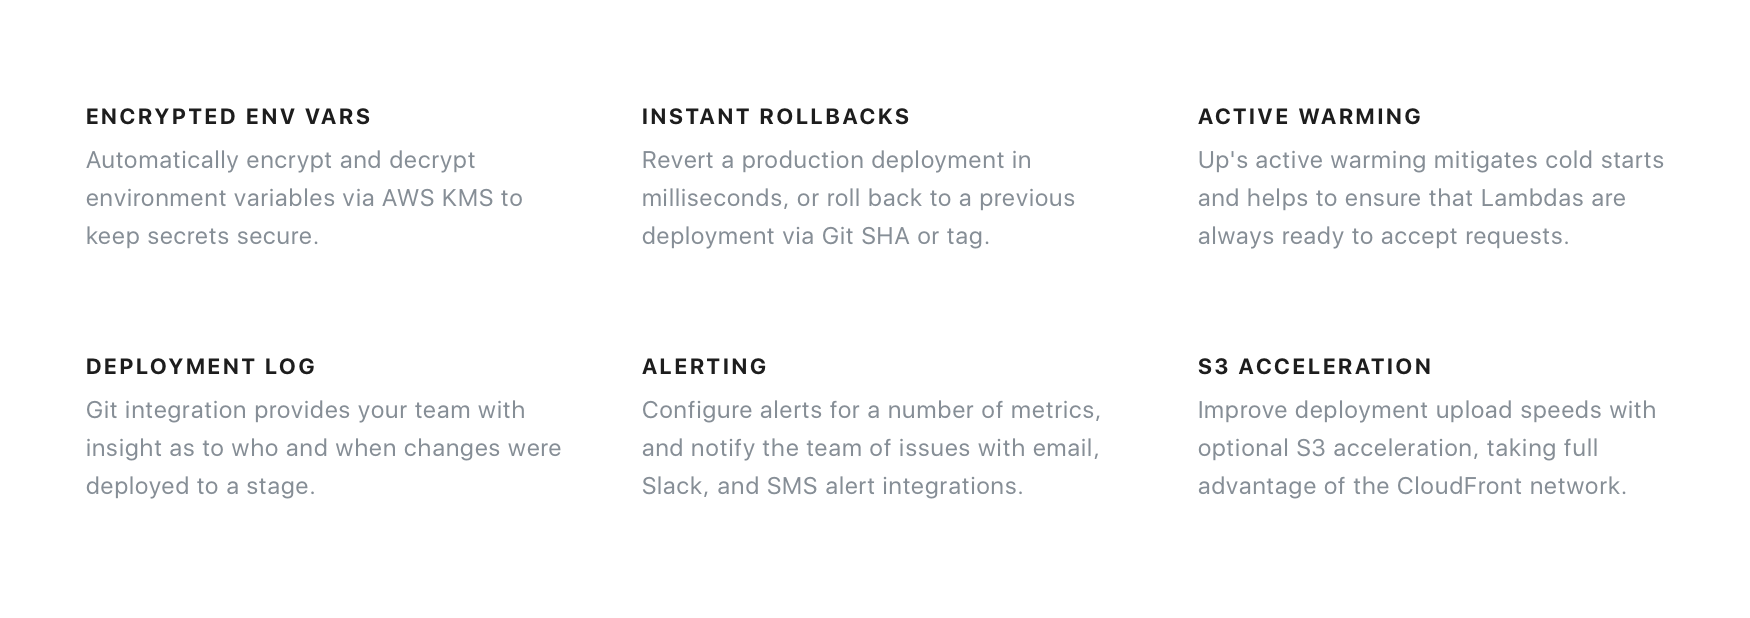 ENCRYPTED ENV VARS
Automatically encrypt and decrypt
environment variables via AWS KMS to
keep secrets secure.
INSTANT ROLLBACKS
Revert a production deployment in
milliseconds, or roll back to a previous
deployment via Git SHA or tag.
ACTIVE WARMING
Up's active warming mitigates cold starts
and helps to ensure that Lambdas are
always ready to accept requests.
DEPLOYMENT LOG
Git integration provides your team with
insight as to who and when changes were
deployed to a stage.
ALERTING
Configure alerts for a number of metrics,
and notify the team of issues with email,
Slack, and SMS alert integrations.
S3 ACCELERATION
Improve deployment upload speeds with
optional S3 acceleration, taking full
advantage of the CloudFront network.